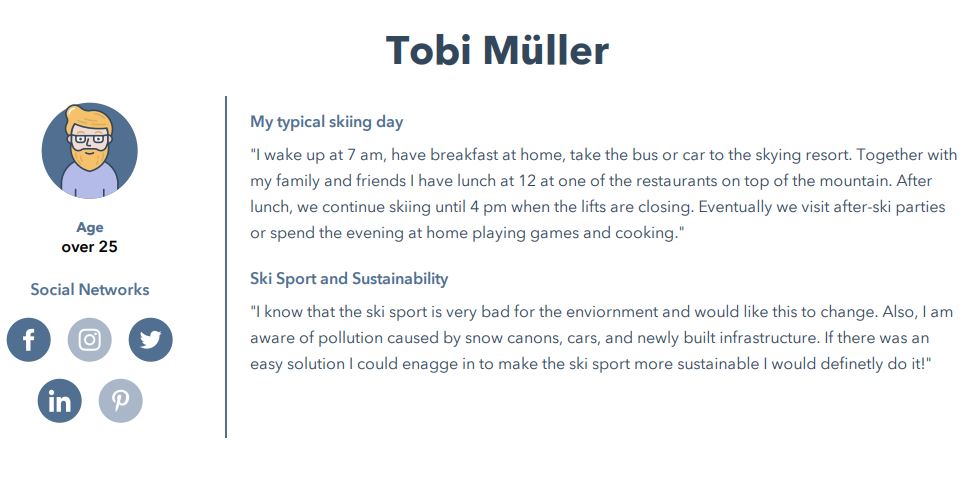 Tobi Müller
Age
over 25
Social Networks
f
in
My typical skiing day
"I wake up at 7 am, have breakfast at home, take the bus or car to the skying resort. Together with
my family and friends I have lunch at 12 at one of the restaurants on top of the mountain. After
lunch, we continue skiing until 4 pm when the lifts are closing. Eventually we visit after-ski parties
or spend the evening at home playing games and cooking."
Ski Sport and Sustainability
"I know that the ski sport is very bad for the enviornment and would like this to change. Also, I am
aware of pollution caused by snow canons, cars, and newly built infrastructure. If there was an
easy solution I could enagge in to make the ski sport more sustainable I would definetly do it!"